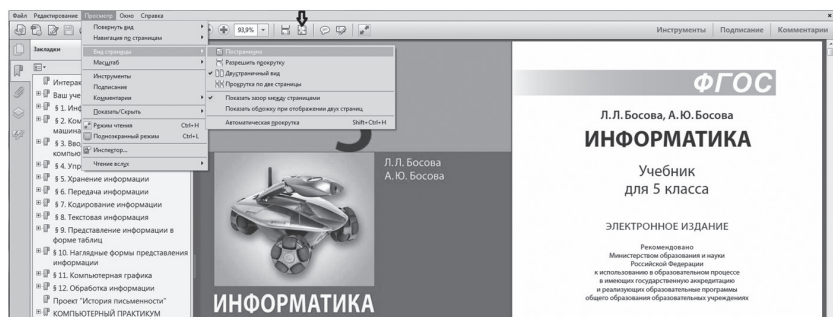 Файл Редактирование Просмотр Окно Справка
93,9%
Инструменты Подписание Комментарии
Закладки
Интерак
Ваш уче
§ 1. Инф
§ 2. Ком
машина
§ 3. Вво
компью
§ 4. Упр
§ 5. Хранение информации
§ 6. Передача информации
§ 7. Кодирование информации
§ 8. Текстовая информация
§ 9. Представление информации в
форме таблиц
§ 10. Наглядные формы представления
информации
§ 11. Компьютерная графика
§ 12. Обработка информации
Проект "История письменности"
КОМПЬЮТЕРНЫЙ ПРАКТИКУМ
Повернуть вид
Навигация по страницам
Вид страницы
Масштаб
Инструменты
Подписание
Комментарии
Показать/Скрыть
Режим чтения Ctrl+H
Полноэкранный режим Ctrl+L
Инспектор...
Чтение вслух
Постранично
Разрешить прокрутку
Двустраничный вид
Прокрутка по две страницы
Показать зазор между страницами
Показать обложку при отображении двух страниц
Автоматическая прокрутка Shift+Ctrl+H
Л.Л. Босова
А.Ю. Босова
ИНФОРМАТИКА
ФГОС
Л.Л. Босова, А.Ю. Босова
ИНФОРМАТИКА
Учебник
для 5 класса
ЭЛЕКТРОННОЕ ИЗДАНИЕ
Рекомендовано
Министерством образования и науки
Российской Федерации
к использованию в образовательном процессе
в имеющих государственную аккредитацию
и реализующих образовательные программы
общего образования образовательных учреждениях